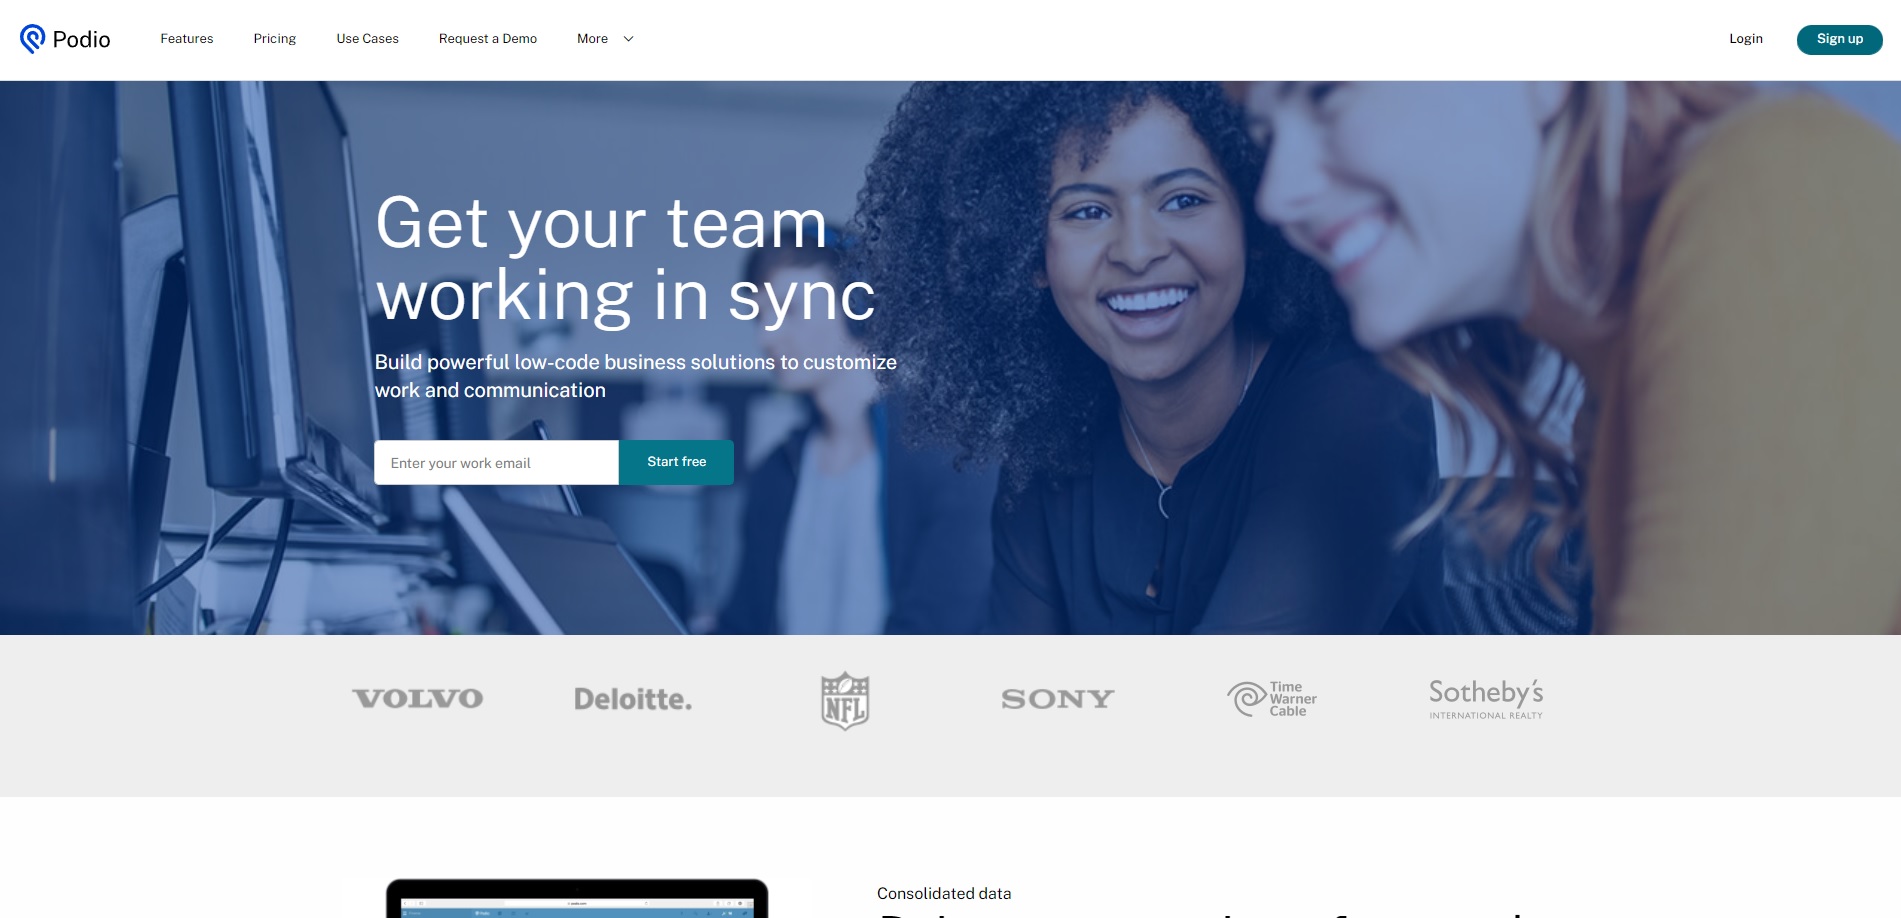 Podio
Features
Pricing
Use Cases
Request a Demo
More
Login
Sign up
Get your team
working in sync
Build powerful low-code business solutions to customize
work and communication
Enter your work email
Start free
VOLVO
Deloitte.
NFL
SONY
Time
Warner
Cable
Sotheby's
INTERNATIONAL REALTY
Consolidated data